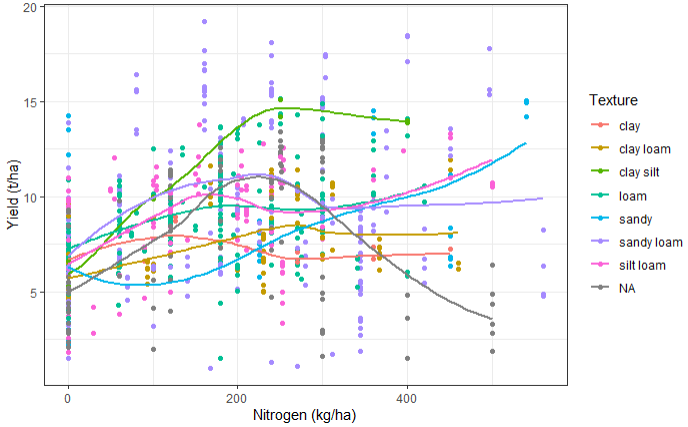 20
15
10
5
Yield (t/ha)
0
200
400
Nitrogen (kg/ha)
Texture
clay
clay loam
clay silt
loam
sandy
sandy loam
silt loam
NA